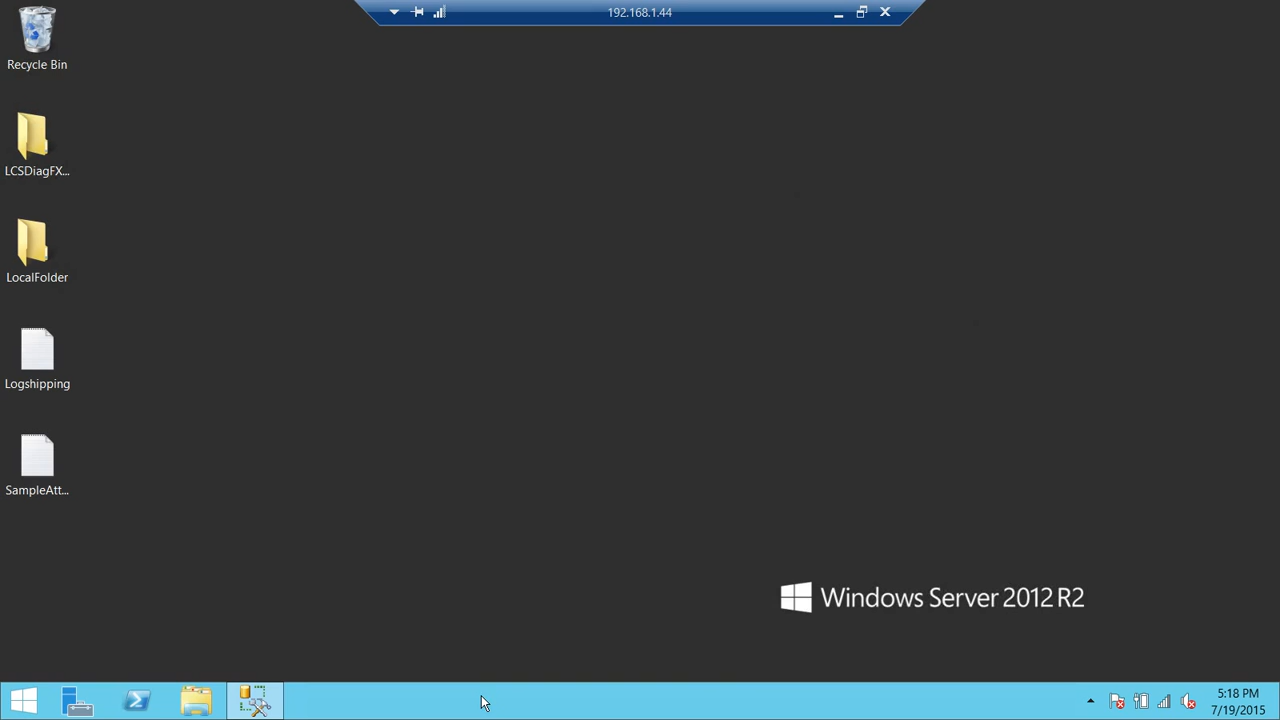 192.168.1.44
Recycle Bin
LCSDiagFX...
LocalFolder
Logshipping
SampleAtt...
Windows Server 2012 R2
5:18 PM
7/19/2015